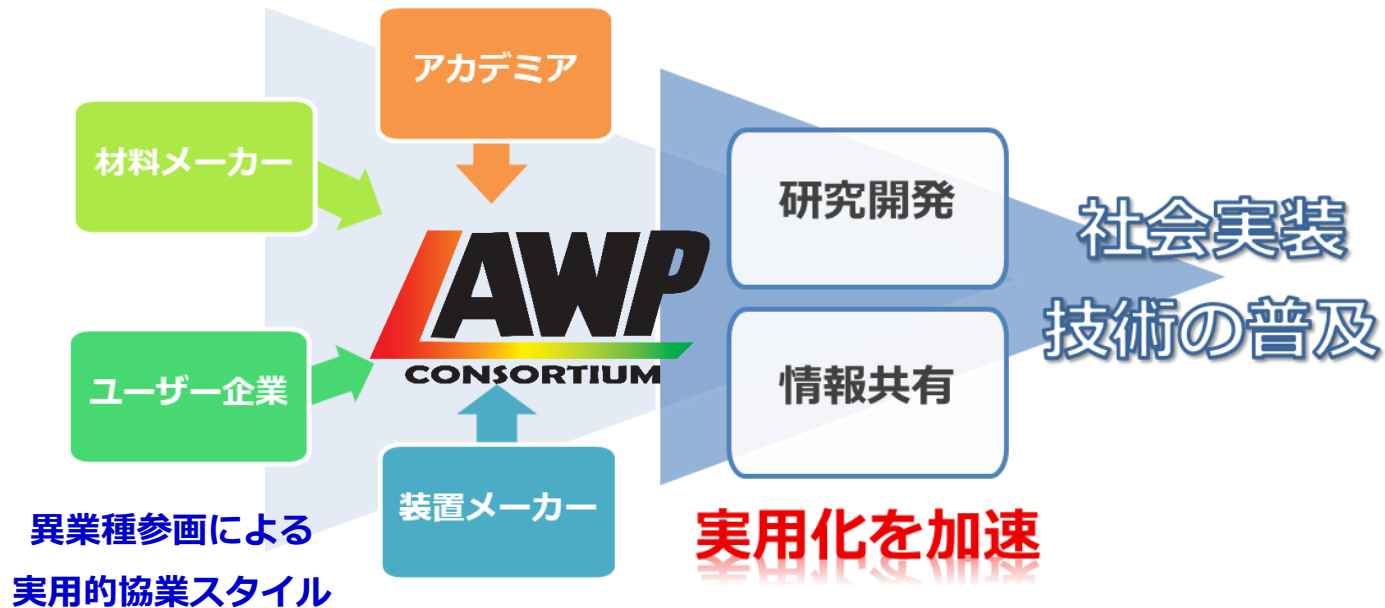 アカデミア
材料メーカー
LAWP
CONSORTIUM
ユーザー企業
装置メーカー
異業種参画による
実用的協業スタイル
研究開発
情報共有
実用化を加速
社会実装
技術の普及